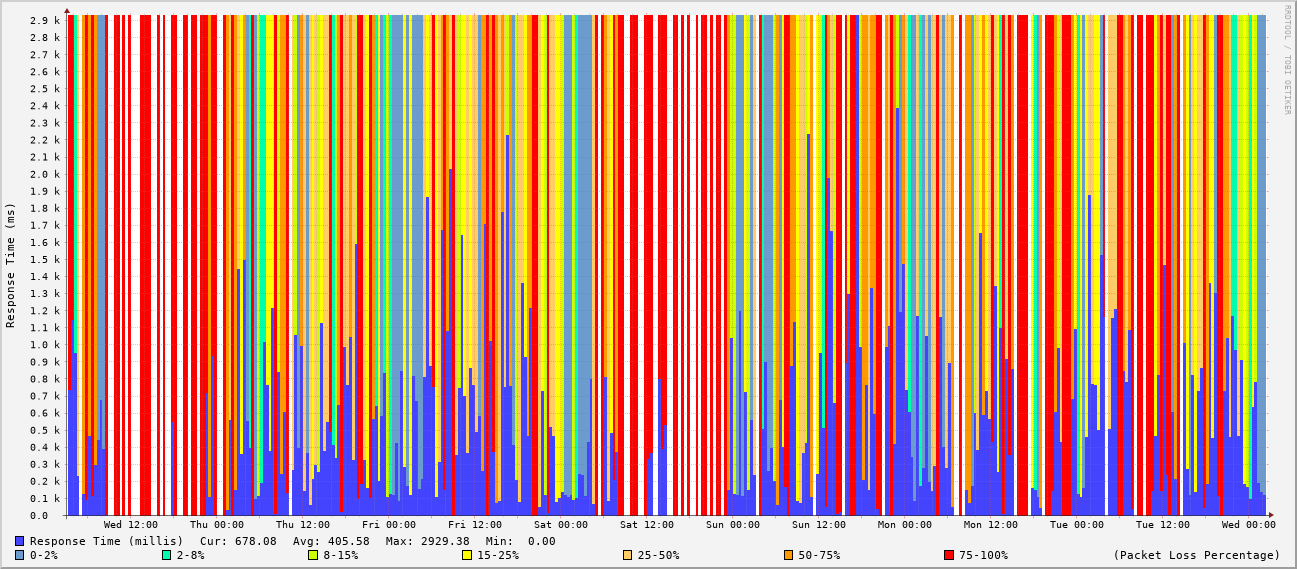 2.9 k
2.8 k
2.7 k
2.6 k
2.5 k
2.4 k
2.3 k
2.2 k
2.1 k
2.0 k
1.9 k
1.8 k
1.7 k
1.6 k
1.5 k
1.4 k
1.3 k
1.2 k
1.1 k
1.0 k
0.9 k
0.8 k
0.7 k
0.6 k
0.5 k
0.4 k
0.3 k
0.2 k
0.1 k
0.0
Response Time (ms)
RRDTOOL / TOBI OETIKER
Wed 12:00 Thu 00:00 Thu 12:00 Fri 00:00 Fri 12:00 Sat 00:00 Sat 12:00 Sun 00:00 Sun 12:00 Mon 00:00 Mon 12:00 Tue 00:00 Tue 12:00 Wed 00:00
Response Time (millis) Cur: 678.08 Avg: 405.58 Max: 2929.38 Min: 0.00
0-2% 2-8% 8-15% 15-25% 25-50% 50-75% 75-100% (Packet Loss Percentage)